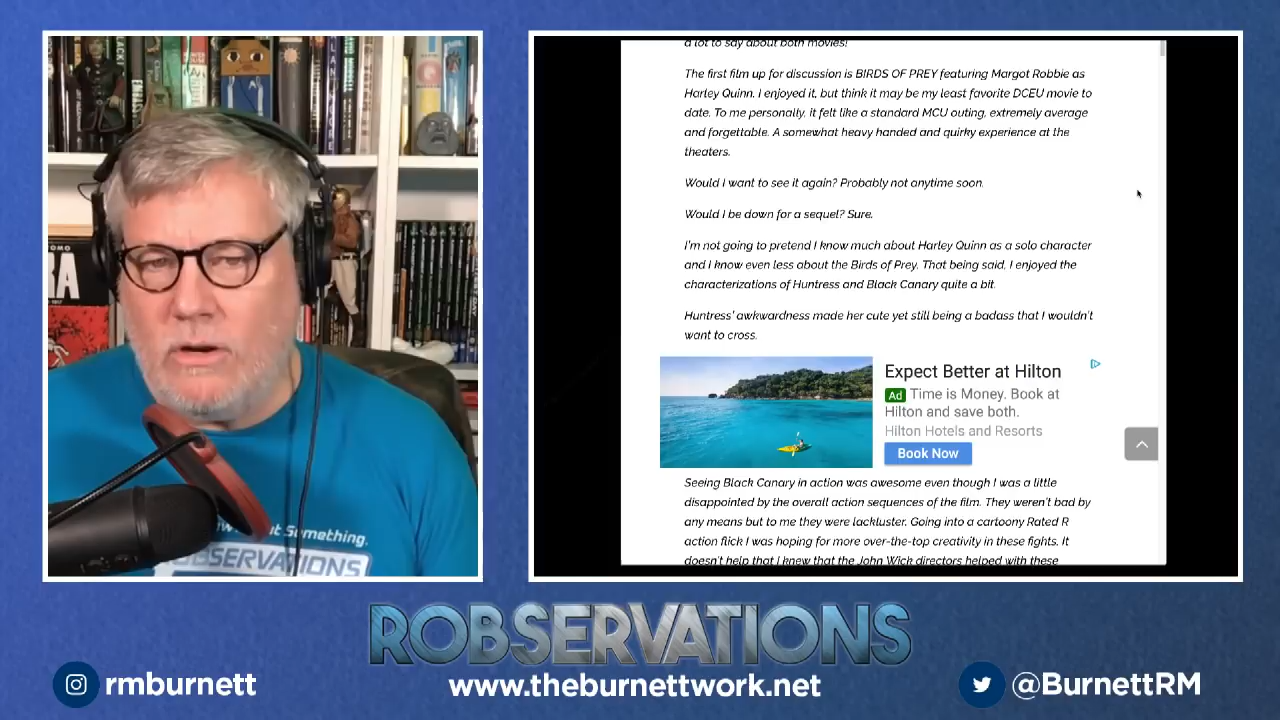 a lot to say about both movies!
The first film up for discussion is BIRDS OF PREY featuring Margot Robbie as
Harley Quinn. I enjoyed it, but think it may be my least favorite DCEU movie to
date. To me personally, it felt like a standard MCU outing, extremely average
and forgettable. A somewhat heavy handed and quirky experience at the
theaters.
Would I want to see it again? Probably not anytime soon.
Would I be down for a sequel? Sure.
I'm not going to pretend I know much about Harley Quinn as a solo character
and I know even less about the Birds of Prey. That being said, I enjoyed the
characterizations of Huntress and Black Canary quite a bit.
Huntress' awkwardness made her cute yet still being a badass that I wouldn't
want to cross.
Expect Better at Hilton
Ad Time is Money. Book at
Hilton and save both.
Hilton Hotels and Resorts
Book Now
Seeing Black Canary in action was awesome even though I was a little
disappointed by the overall action sequences of the film. They weren't bad by
any means but to me they were lackluster. Going into a cartoony Rated R
action flick I was hoping for more over-the-top creativity in these fights. It
doesn't help that I knew that the John Wick directors helped with these
Something.
OBSERVATIONS
ROBSERVATIONS
rmburnett
www.theburnettwork.net
@BurnettRM